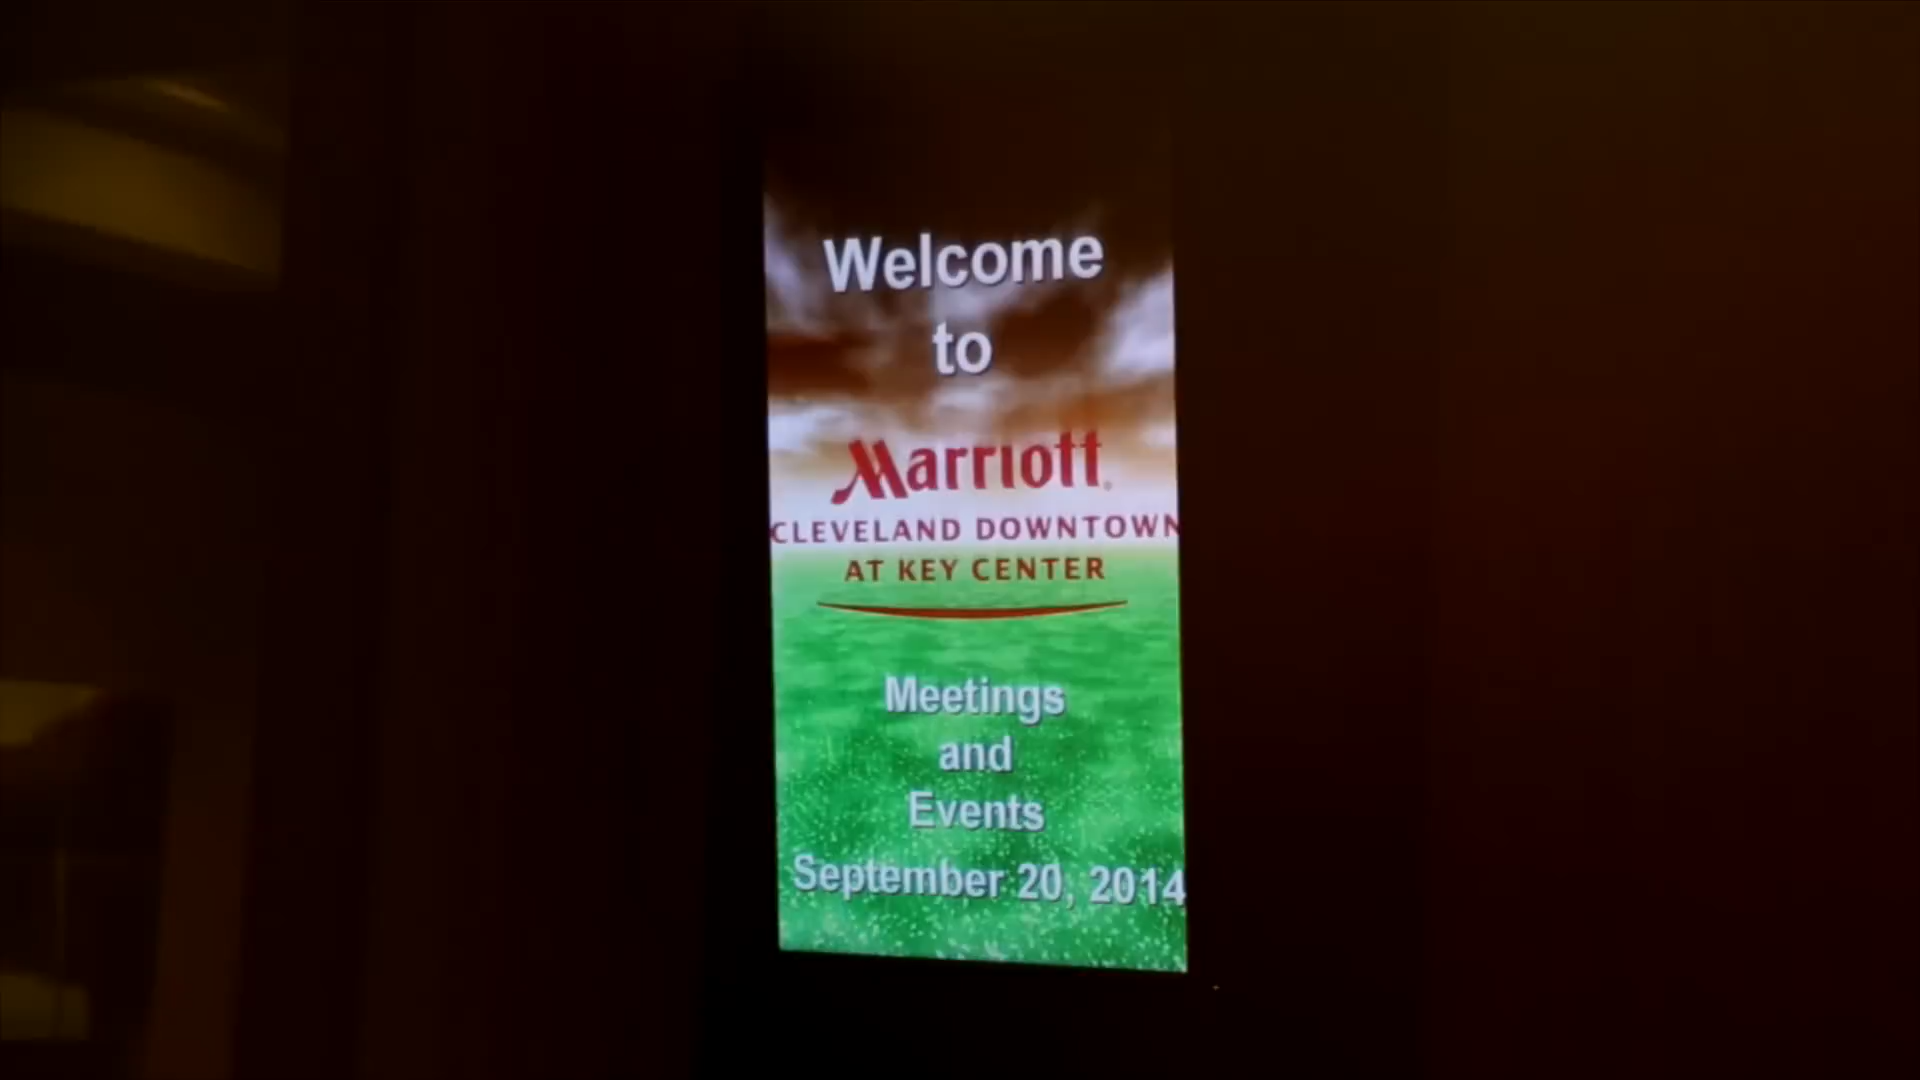 Welcome
to
Marriott
CLEVELAND DOWNTOWN
AT KEY CENTER
Meetings
and
Events
September 20, 2014